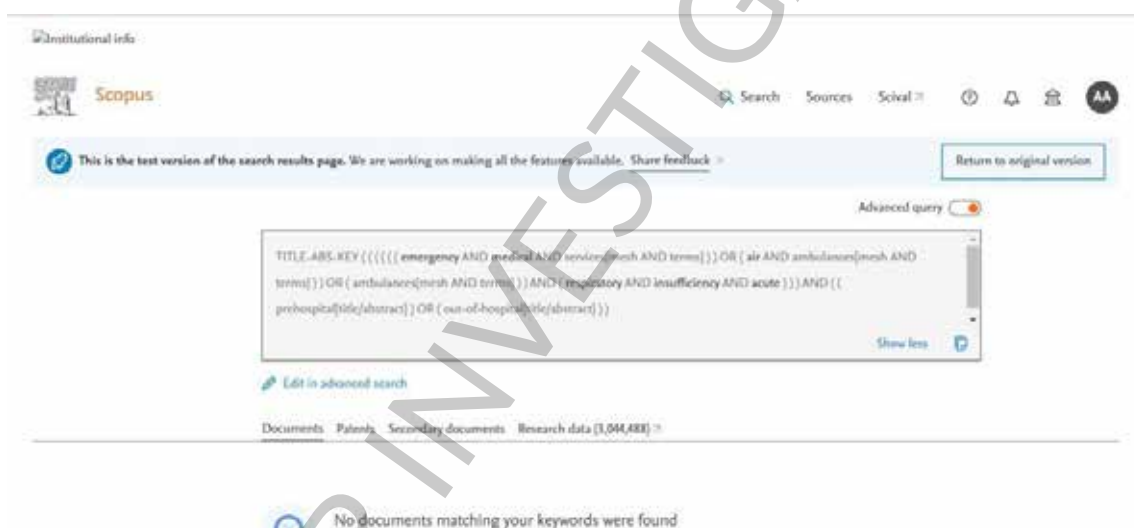 Institutional info
Scopus
Search Sources Scival
AA
This is the test version of the search results page. We are working on making all the features available. Share feedback
Return to original version
Advanced query
TITLE-ABS-KEY ( ( ( ( ( ( emergency AND medical AND services[mesh AND terms] ) ) OR ( air AND ambulances[mesh AND
terms] ) ) OR ( ambulances[mesh AND terms] ) ) AND ( respiratory AND insufficiency AND acute ) ) ) AND ( (
prehospital[title/abstract] ) OR ( out-of-hospital[title/abstract] ) )
Show less
Edit in advanced search
Documents Patents Secondary documents Research data (3,044,488)
No documents matching your keywords were found